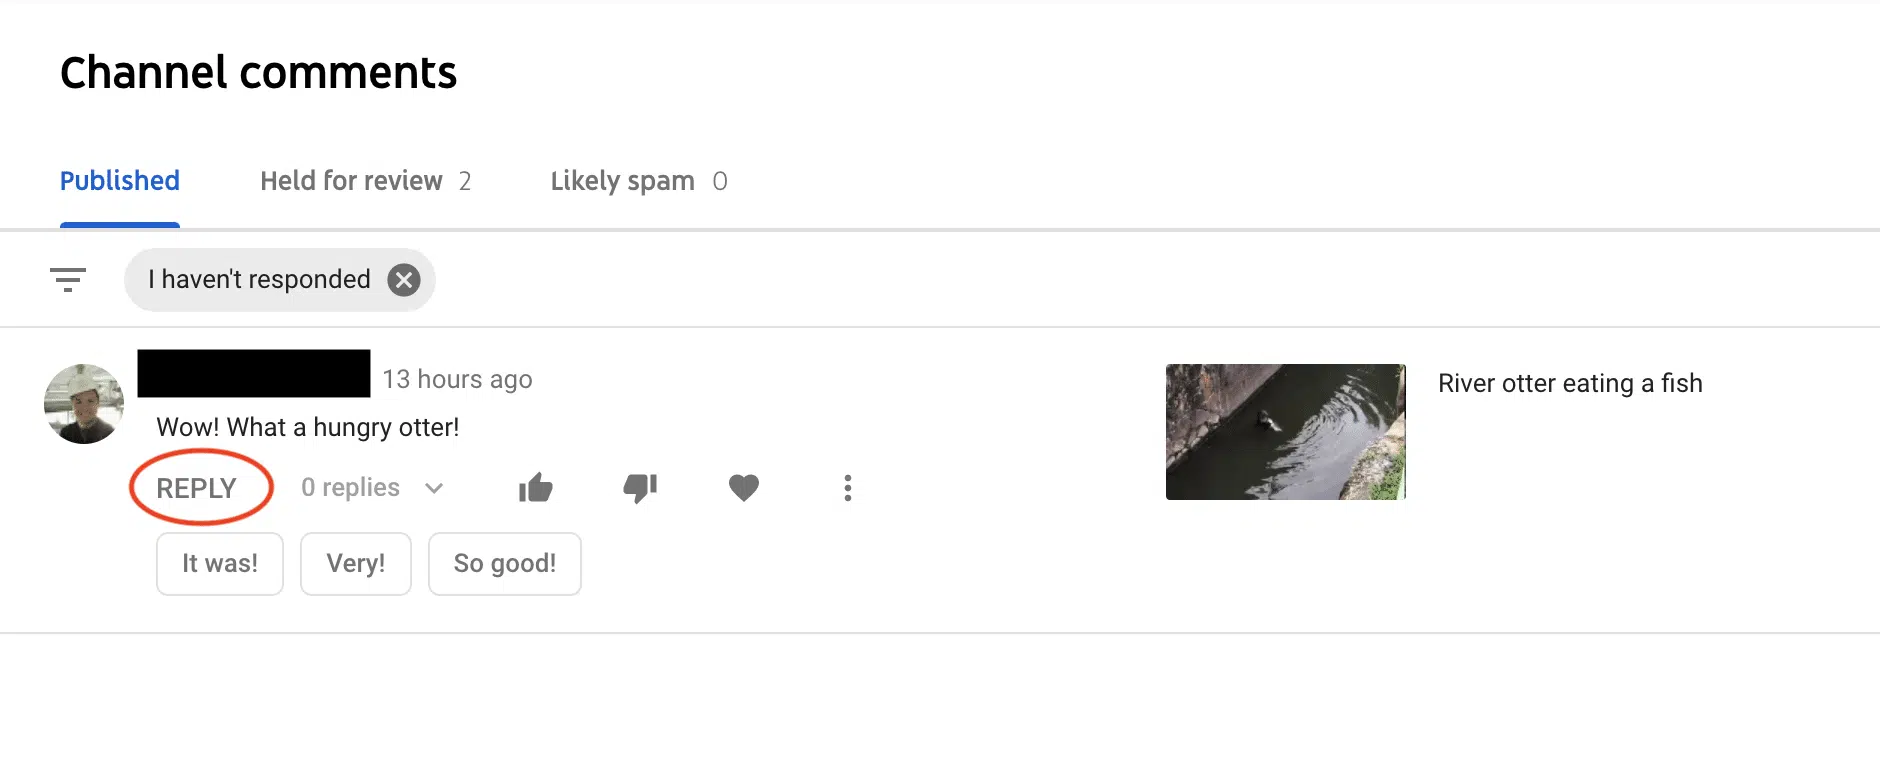 Channel comments
Published Held for review 2 Likely spam 0
I haven't responded
13 hours ago
Wow! What a hungry otter!
REPLY 0 replies
It was! Very! So good!
River otter eating a fish